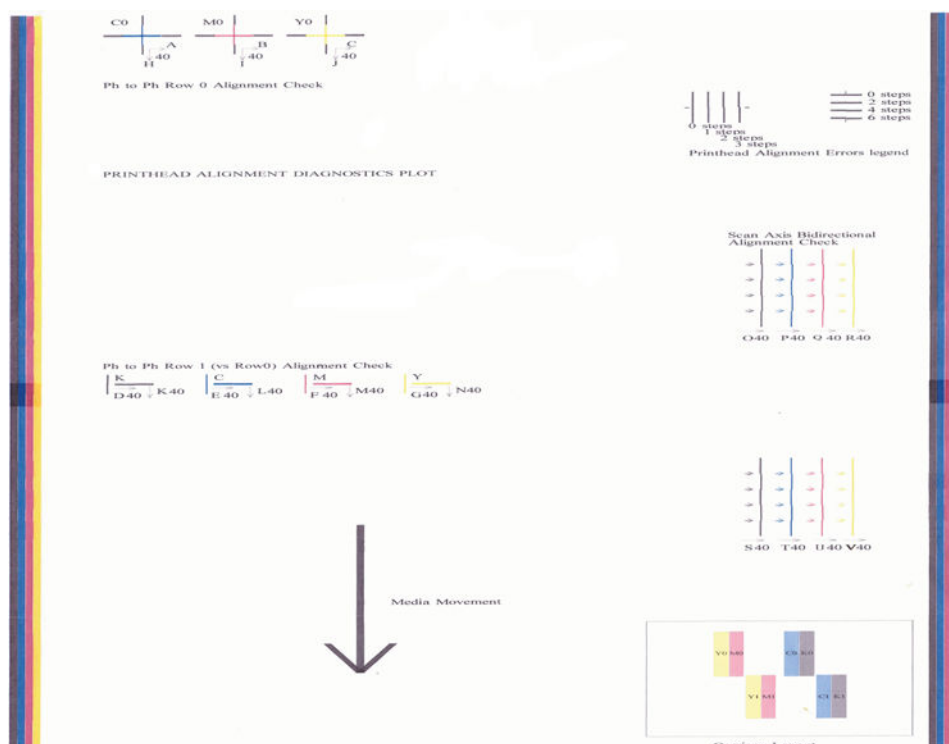 C0 M0 Y0
A B C
40 40 40
H I J
Ph to Ph Row 0 Alignment Check
0 steps
1 steps
2 steps
3 steps
0 steps
2 steps
4 steps
6 steps
Printhead Alignment Errors legend
PRINTHEAD ALIGNMENT DIAGNOSTICS PLOT
Scan Axis Bidirectional
Alignment Check
O40 P40 Q 40 R40
Ph to Ph Row 1 (vs Row0) Alignment Check
K C M Y
D40 K40 E40 L40 F 40 M40 G40 N40
S40 T40 U40 V40
Media Movement
Y0 M0 C0 K0
Y1 M1 C1 K1